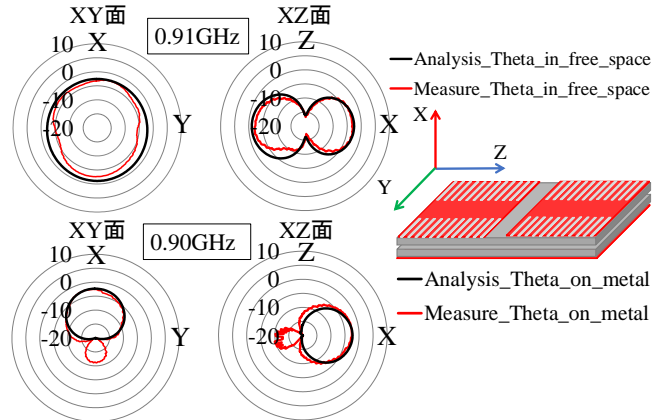 XY面
X
0.91GHz
XZ面
Z
10
0
-10
-20
Y
10
0
-10
-20
X
Analysis_Theta_in_free_space
Measure_Theta_in_free_space
X
Z
Y
XY面
X
0.90GHz
XZ面
Z
10
0
-10
-20
Y
10
0
-10
-20
X
Analysis_Theta_on_metal
Measure_Theta_on_metal